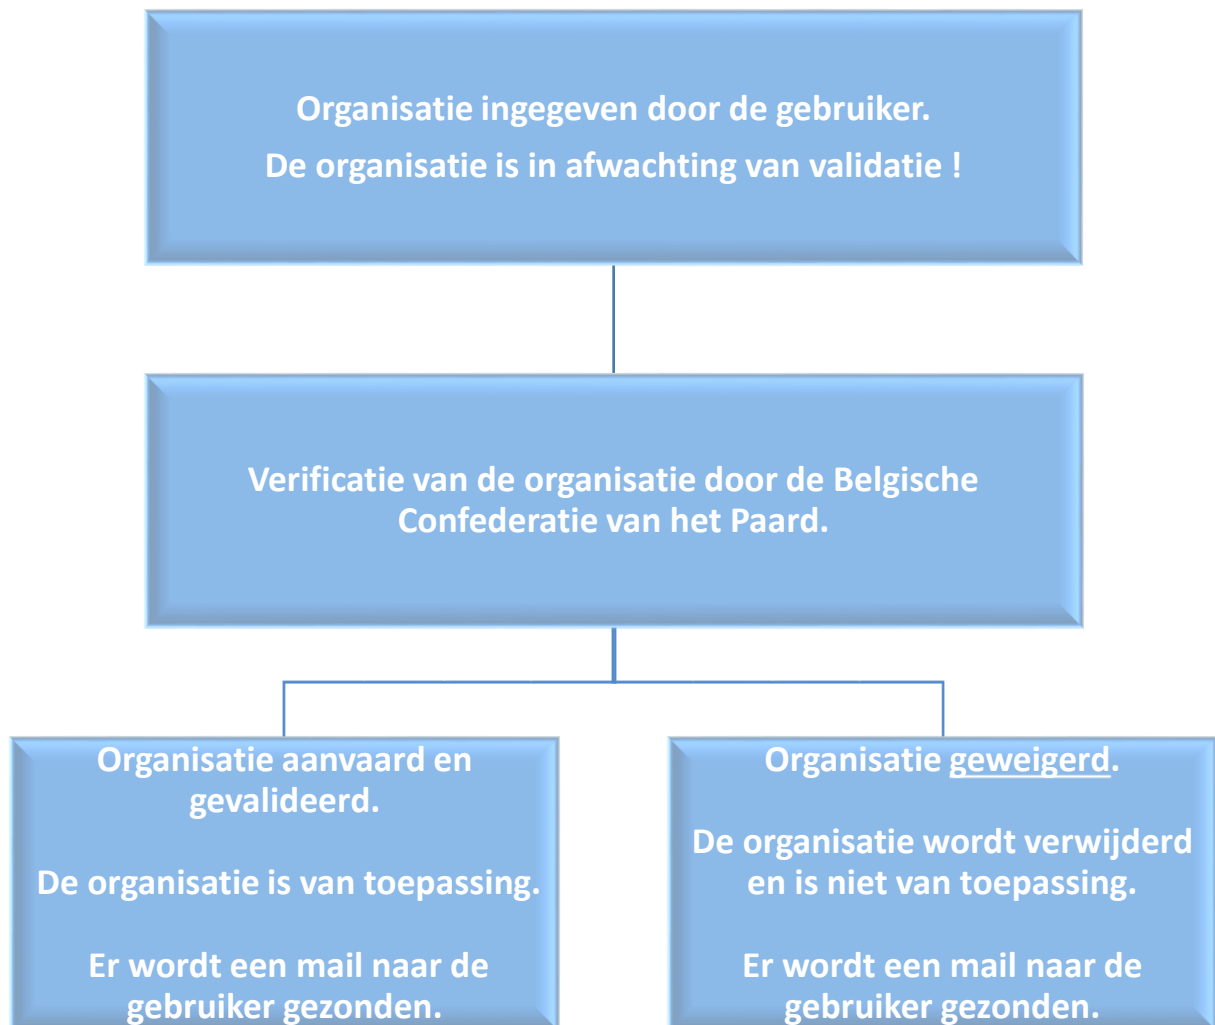 Organisatie ingegeven door de gebruiker.
De organisatie is in afwachting van validatie !
Verificatie van de organisatie door de Belgische
Confederatie van het Paard.
Organisatie aanvaard en
gevalideerd.
De organisatie is van toepassing.
Er wordt een mail naar de
gebruiker gezonden.
Organisatie geweigerd.
De organisatie wordt verwijderd
en is niet van toepassing.
Er wordt een mail naar de
gebruiker gezonden.